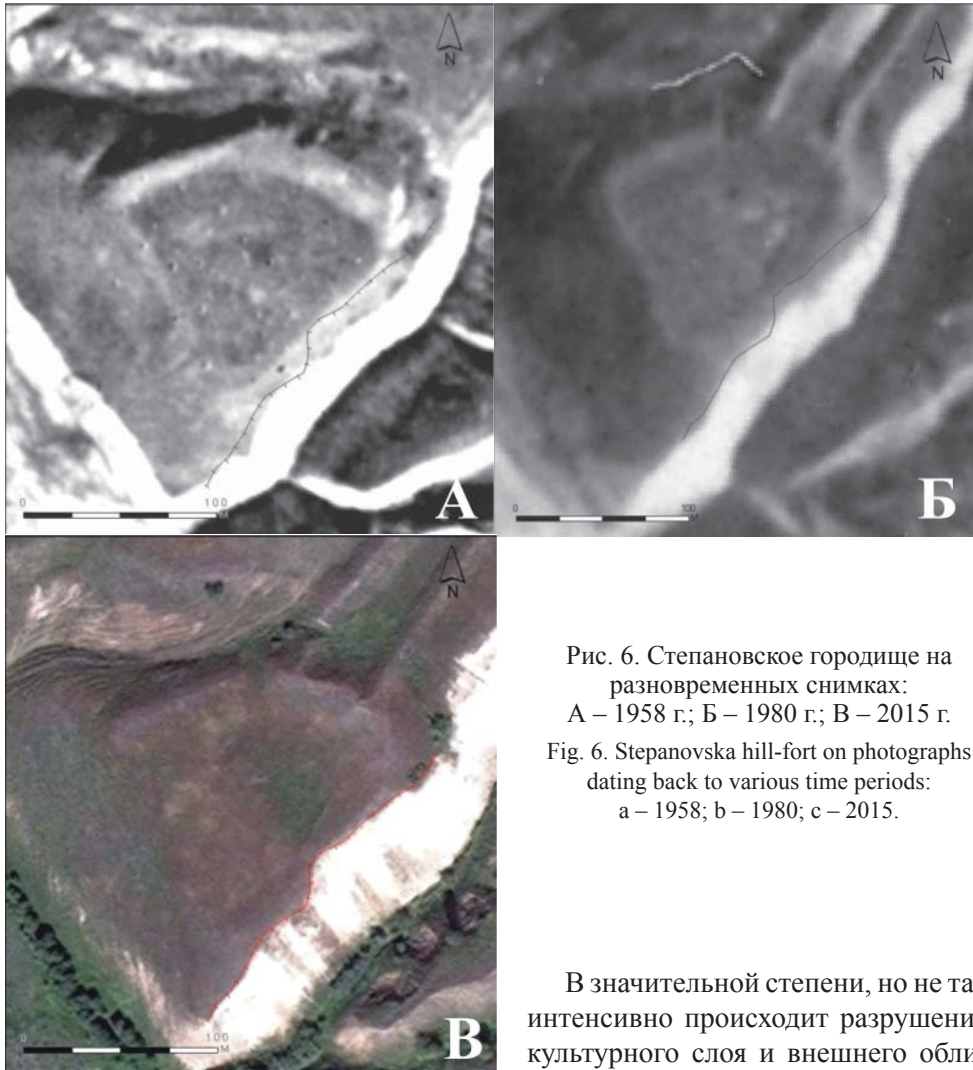 N
0
100
М
А
N
0
100
М
Б
N
0
100
М
В
Рис. 6. Степановское городище на
разновременных снимках:
А – 1958 г.; Б – 1980 г.; В – 2015 г.
Fig. 6. Stepanovska hill-fort on photographs
dating back to various time periods:
a – 1958; b – 1980; c – 2015.
В значительной степени, но не та
интенсивно происходит разрушени
культурного слоя и внешнего обли